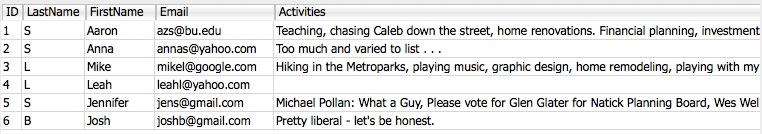 ID LastName FirstName Email Activities
1 S Aaron azs@bu.edu Teaching, chasing Caleb down the street, home renovations. Financial planning, investment
2 S Anna annas@yahoo.com Too much and varied to list . . .
3 L Mike mikel@google.com Hiking in the Metroparks, playing music, graphic design, home remodeling, playing with my
4 L Leah leahl@yahoo.com
5 S Jennifer jens@gmail.com Michael Pollan: What a Guy, Please vote for Glen Glater for Natick Planning Board, Wes Wel
6 B Josh joshb@gmail.com Pretty liberal - let's be honest.